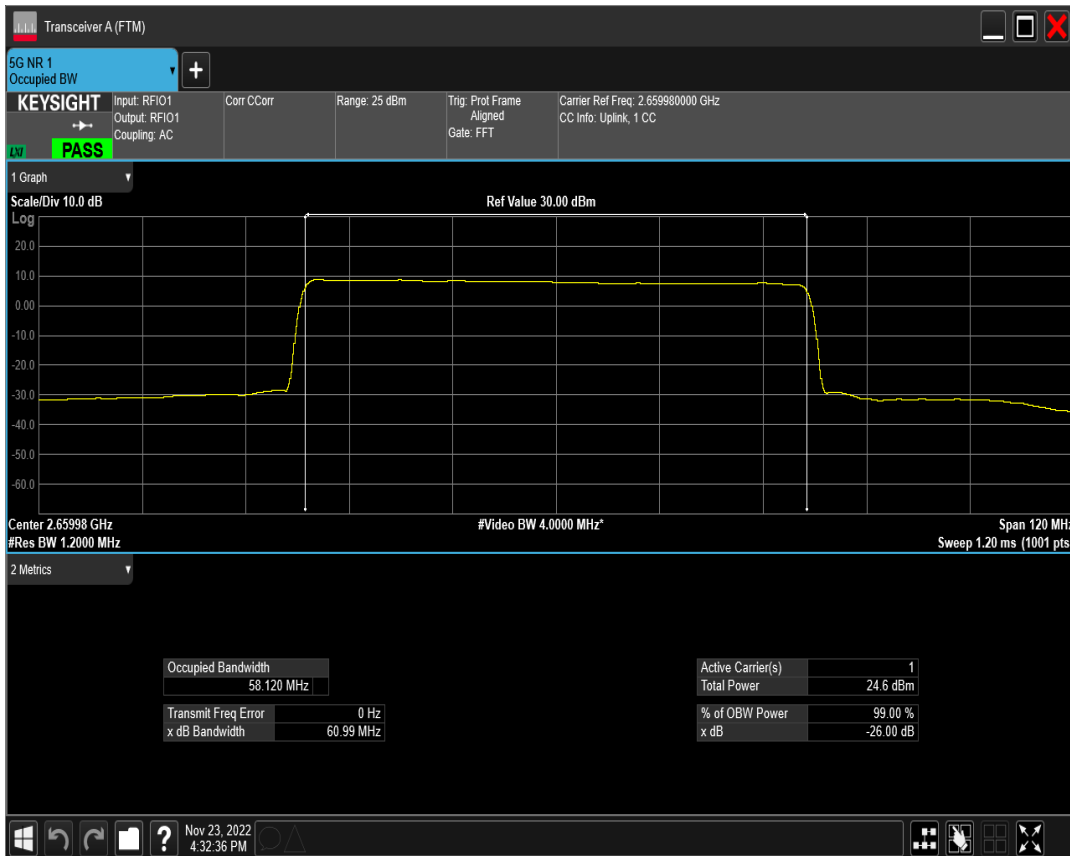 Transceiver A (FTM)
5G NR 1
Occupied BW
+
KEYSIGHT
LXI
PASS
Input: RFIO1
Output: RFIO1
Coupling: AC
Corr CCorr
Range: 25 dBm
Trig: Prot Frame
Aligned
Gate: FFT
Carrier Ref Freq: 2.659980000 GHz
CC Info: Uplink, 1 CC
1 Graph
Scale/Div 10.0 dB
Ref Value 30.00 dBm
Log
20.0
10.0
0.00
-10.0
-20.0
-30.0
-40.0
-50.0
-60.0
Center 2.65998 GHz
#Video BW 4.0000 MHz*
Span 120 MHz
#Res BW 1.2000 MHz
Sweep 1.20 ms (1001 pts
2 Metrics
Occupied Bandwidth
58.120 MHz
Transmit Freq Error 0 Hz
x dB Bandwidth 60.99 MHz
Active Carrier(s) 1
Total Power 24.6 dBm
% of OBW Power 99.00 %
x dB -26.00 dB
?
Nov 23, 2022
4:32:36 PM